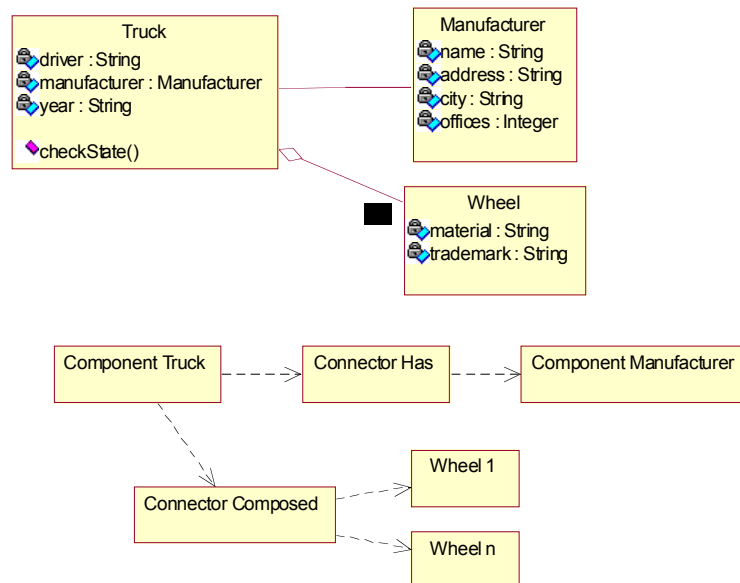 Truck
driver : String
manufacturer : Manufacturer
year : String
checkState()
Manufacturer
name : String
address : String
city : String
offices : Integer
Wheel
material : String
trademark : String
Component Truck
Connector Has
Component Manufacturer
Connector Composed
Wheel 1
Wheel n